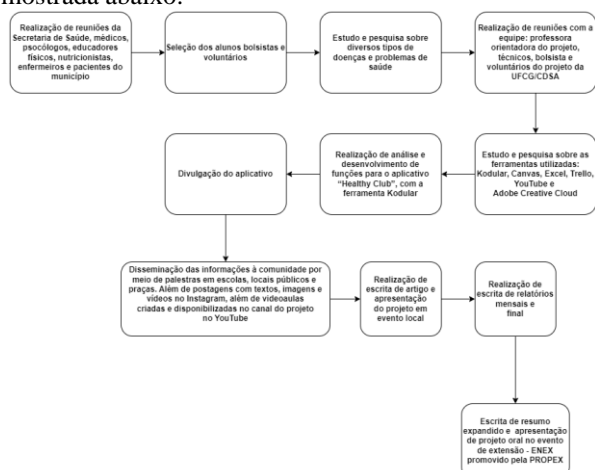 mostrada abaixo:
Realização de reuniões da
Secretaria de Saúde, médicos,
psocólogos, educadores
físicos, nutricionistas,
enfermeiros e pacientes do
município
Seleção dos alunos bolsistas e
voluntários
Estudo e pesquisa sobre
diversos tipos de
doenças e problemas de
saúde
Realização de reuniões com a
equipe: professora
orientadora do projeto,
técnicos, bolsista e
voluntários do projeto da
UFCG/CDSA
Estudo e pesquisa sobre as
ferramentas utilizadas:
Kodular, Canvas, Excel, Trello,
YouTube e
Adobe Creative Cloud
Realização de análise e
desenvolvimento de
funções para o aplicativo
"Healthy Club", com a
ferramenta Kodular
Divulgação do aplicativo
Disseminação das informações à comunidade por
meio de palestras em escolas, locais públicos e
praças. Além de postagens com textos, imagens e
vídeos no Instagram, além de videoaulas
criadas e disponibilizadas no canal do projeto
no YouTube
Realização de
escrita de artigo e
apresentação
do projeto em
evento local
Realização de
escrita de relatórios
mensais e
final
Escrita de resumo
expandido e apresentação
de projeto oral no evento
de extensão - ENEX
promovido pela PROPEX